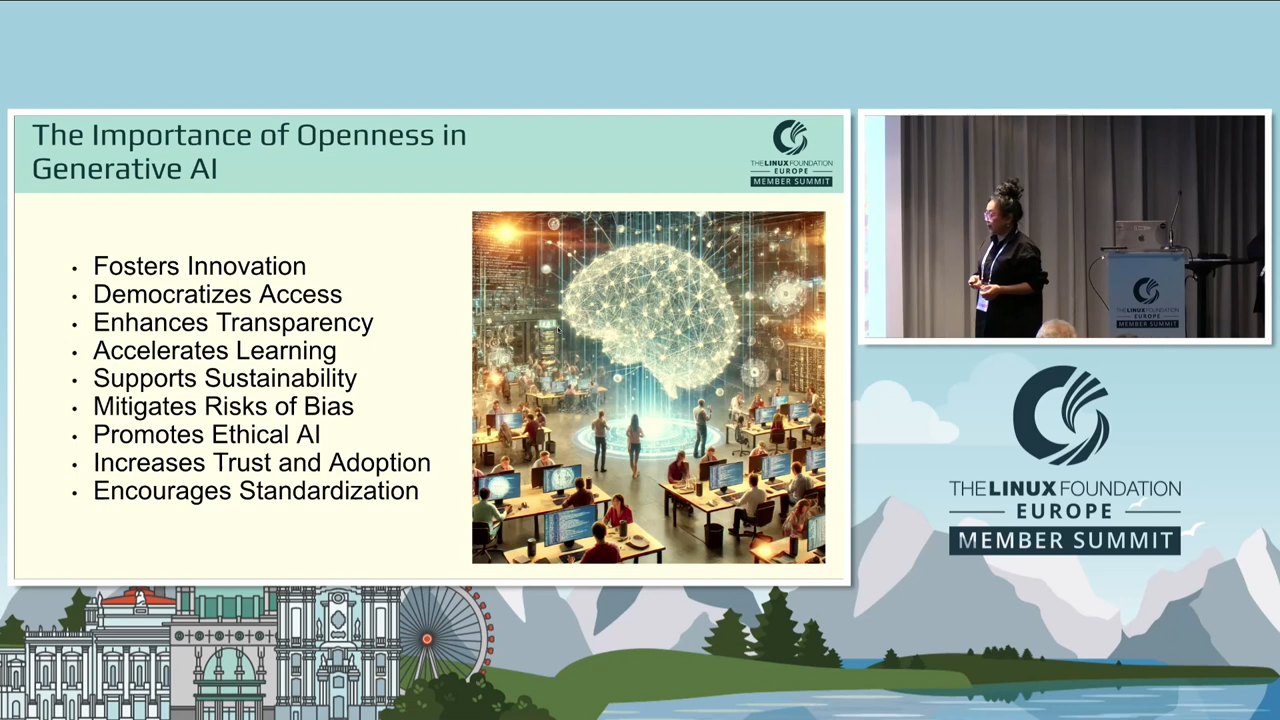 The Importance of Openness in
Generative AI
THE LINUX FOUNDATION
EUROPE
MEMBER SUMMIT
• Fosters Innovation
• Democratizes Access
• Enhances Transparency
• Accelerates Learning
• Supports Sustainability
• Mitigates Risks of Bias
• Promotes Ethical AI
• Increases Trust and Adoption
• Encourages Standardization
THE LINUX FOUNDATION
EUROPE
MEMBER SUMMIT
THE LINUX FOUNDATION
EUROPE
MEMBER SUMMIT